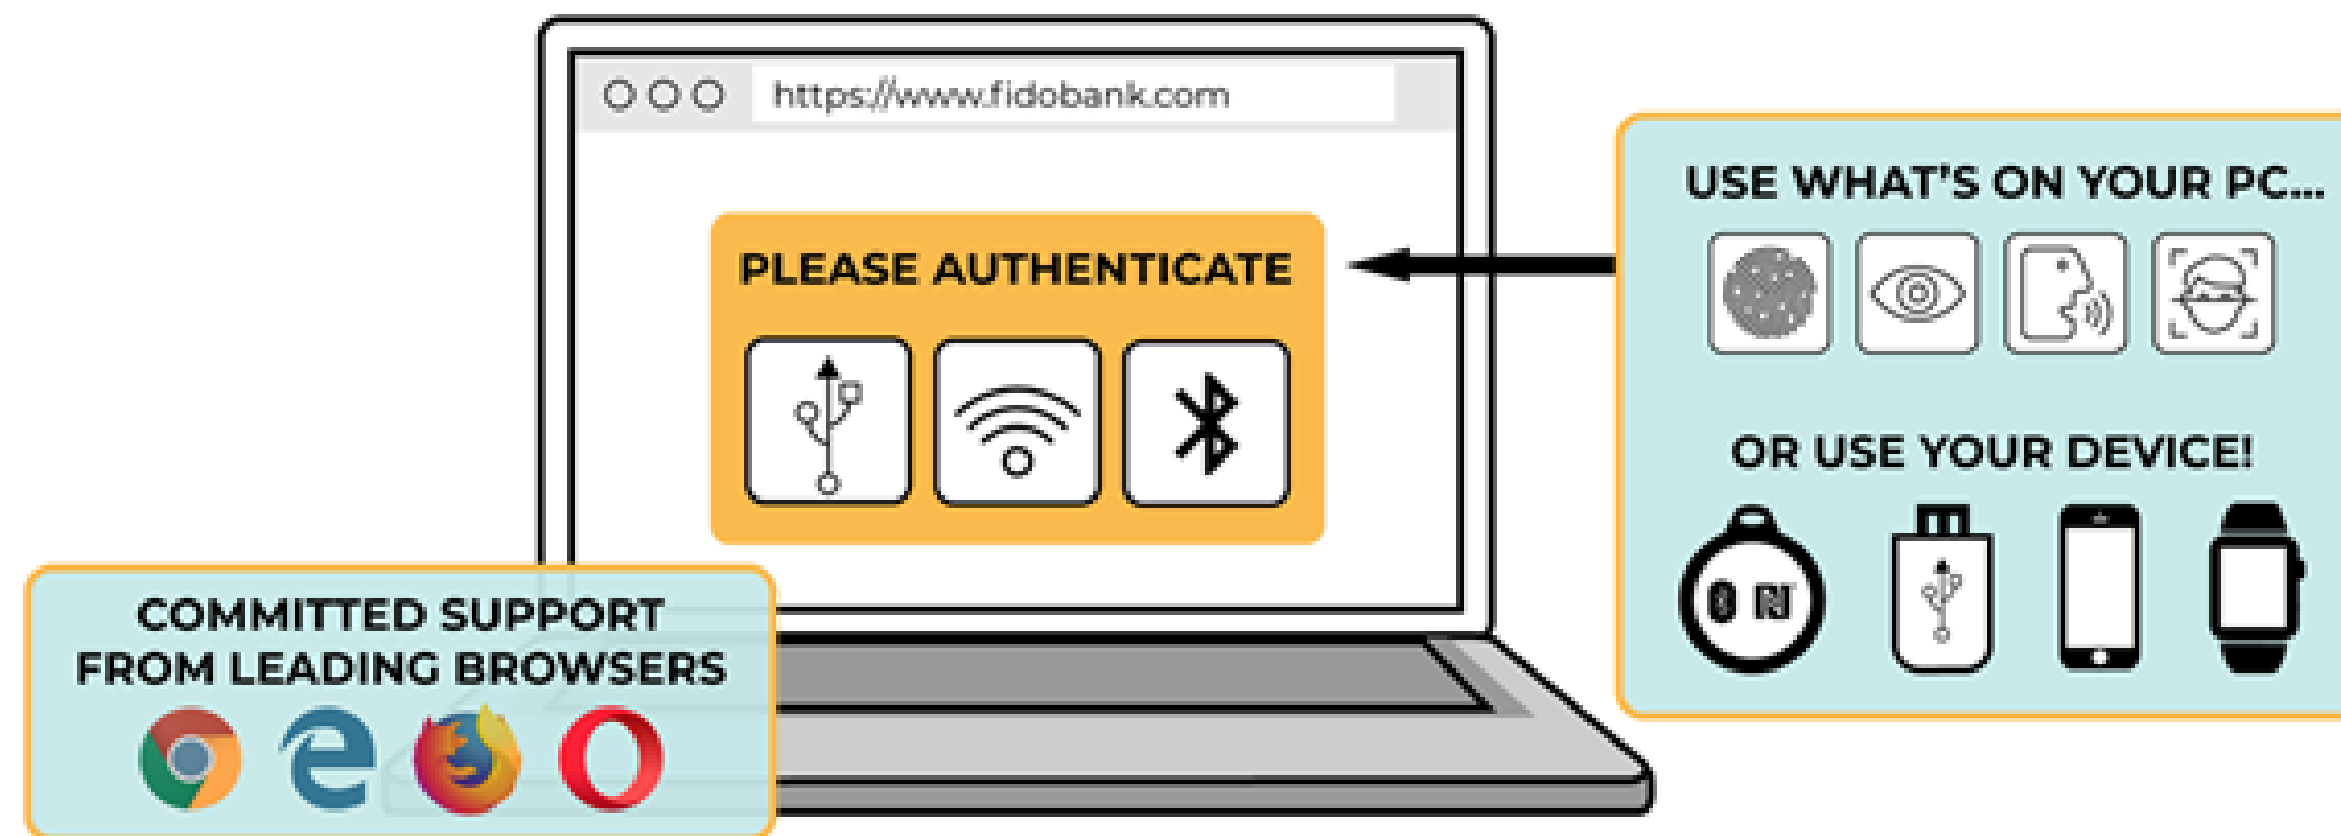 https://www.fidobank.com
PLEASE AUTHENTICATE
USE WHAT'S ON YOUR PC...
OR USE YOUR DEVICE!
COMMITTED SUPPORT
FROM LEADING BROWSERS